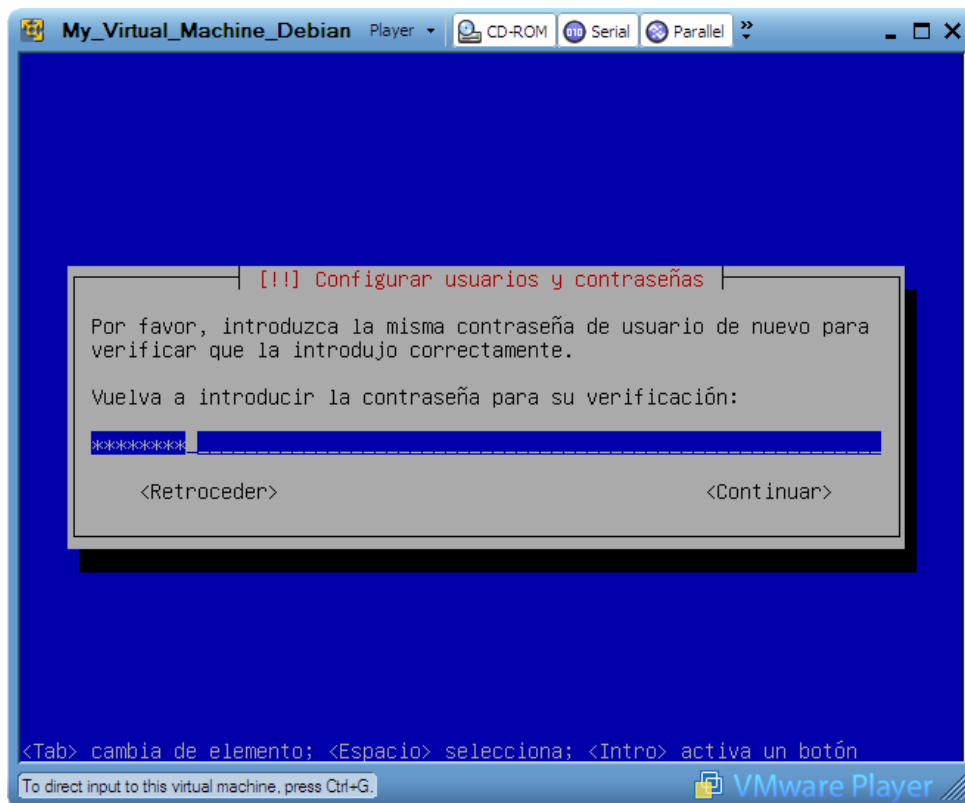 My_Virtual_Machine_Debian Player CD-ROM Serial Parallel
[!!] Configurar usuarios y contraseñas
Por favor, introduzca la misma contraseña de usuario de nuevo para
verificar que la introdujo correctamente.
Vuelva a introducir la contraseña para su verificación:
********
<Retroceder> <Continuar>
<Tab> cambia de elemento; <Espacio> selecciona; <Intro> activa un botón
To direct input to this virtual machine, press Ctrl+G. VMware Player